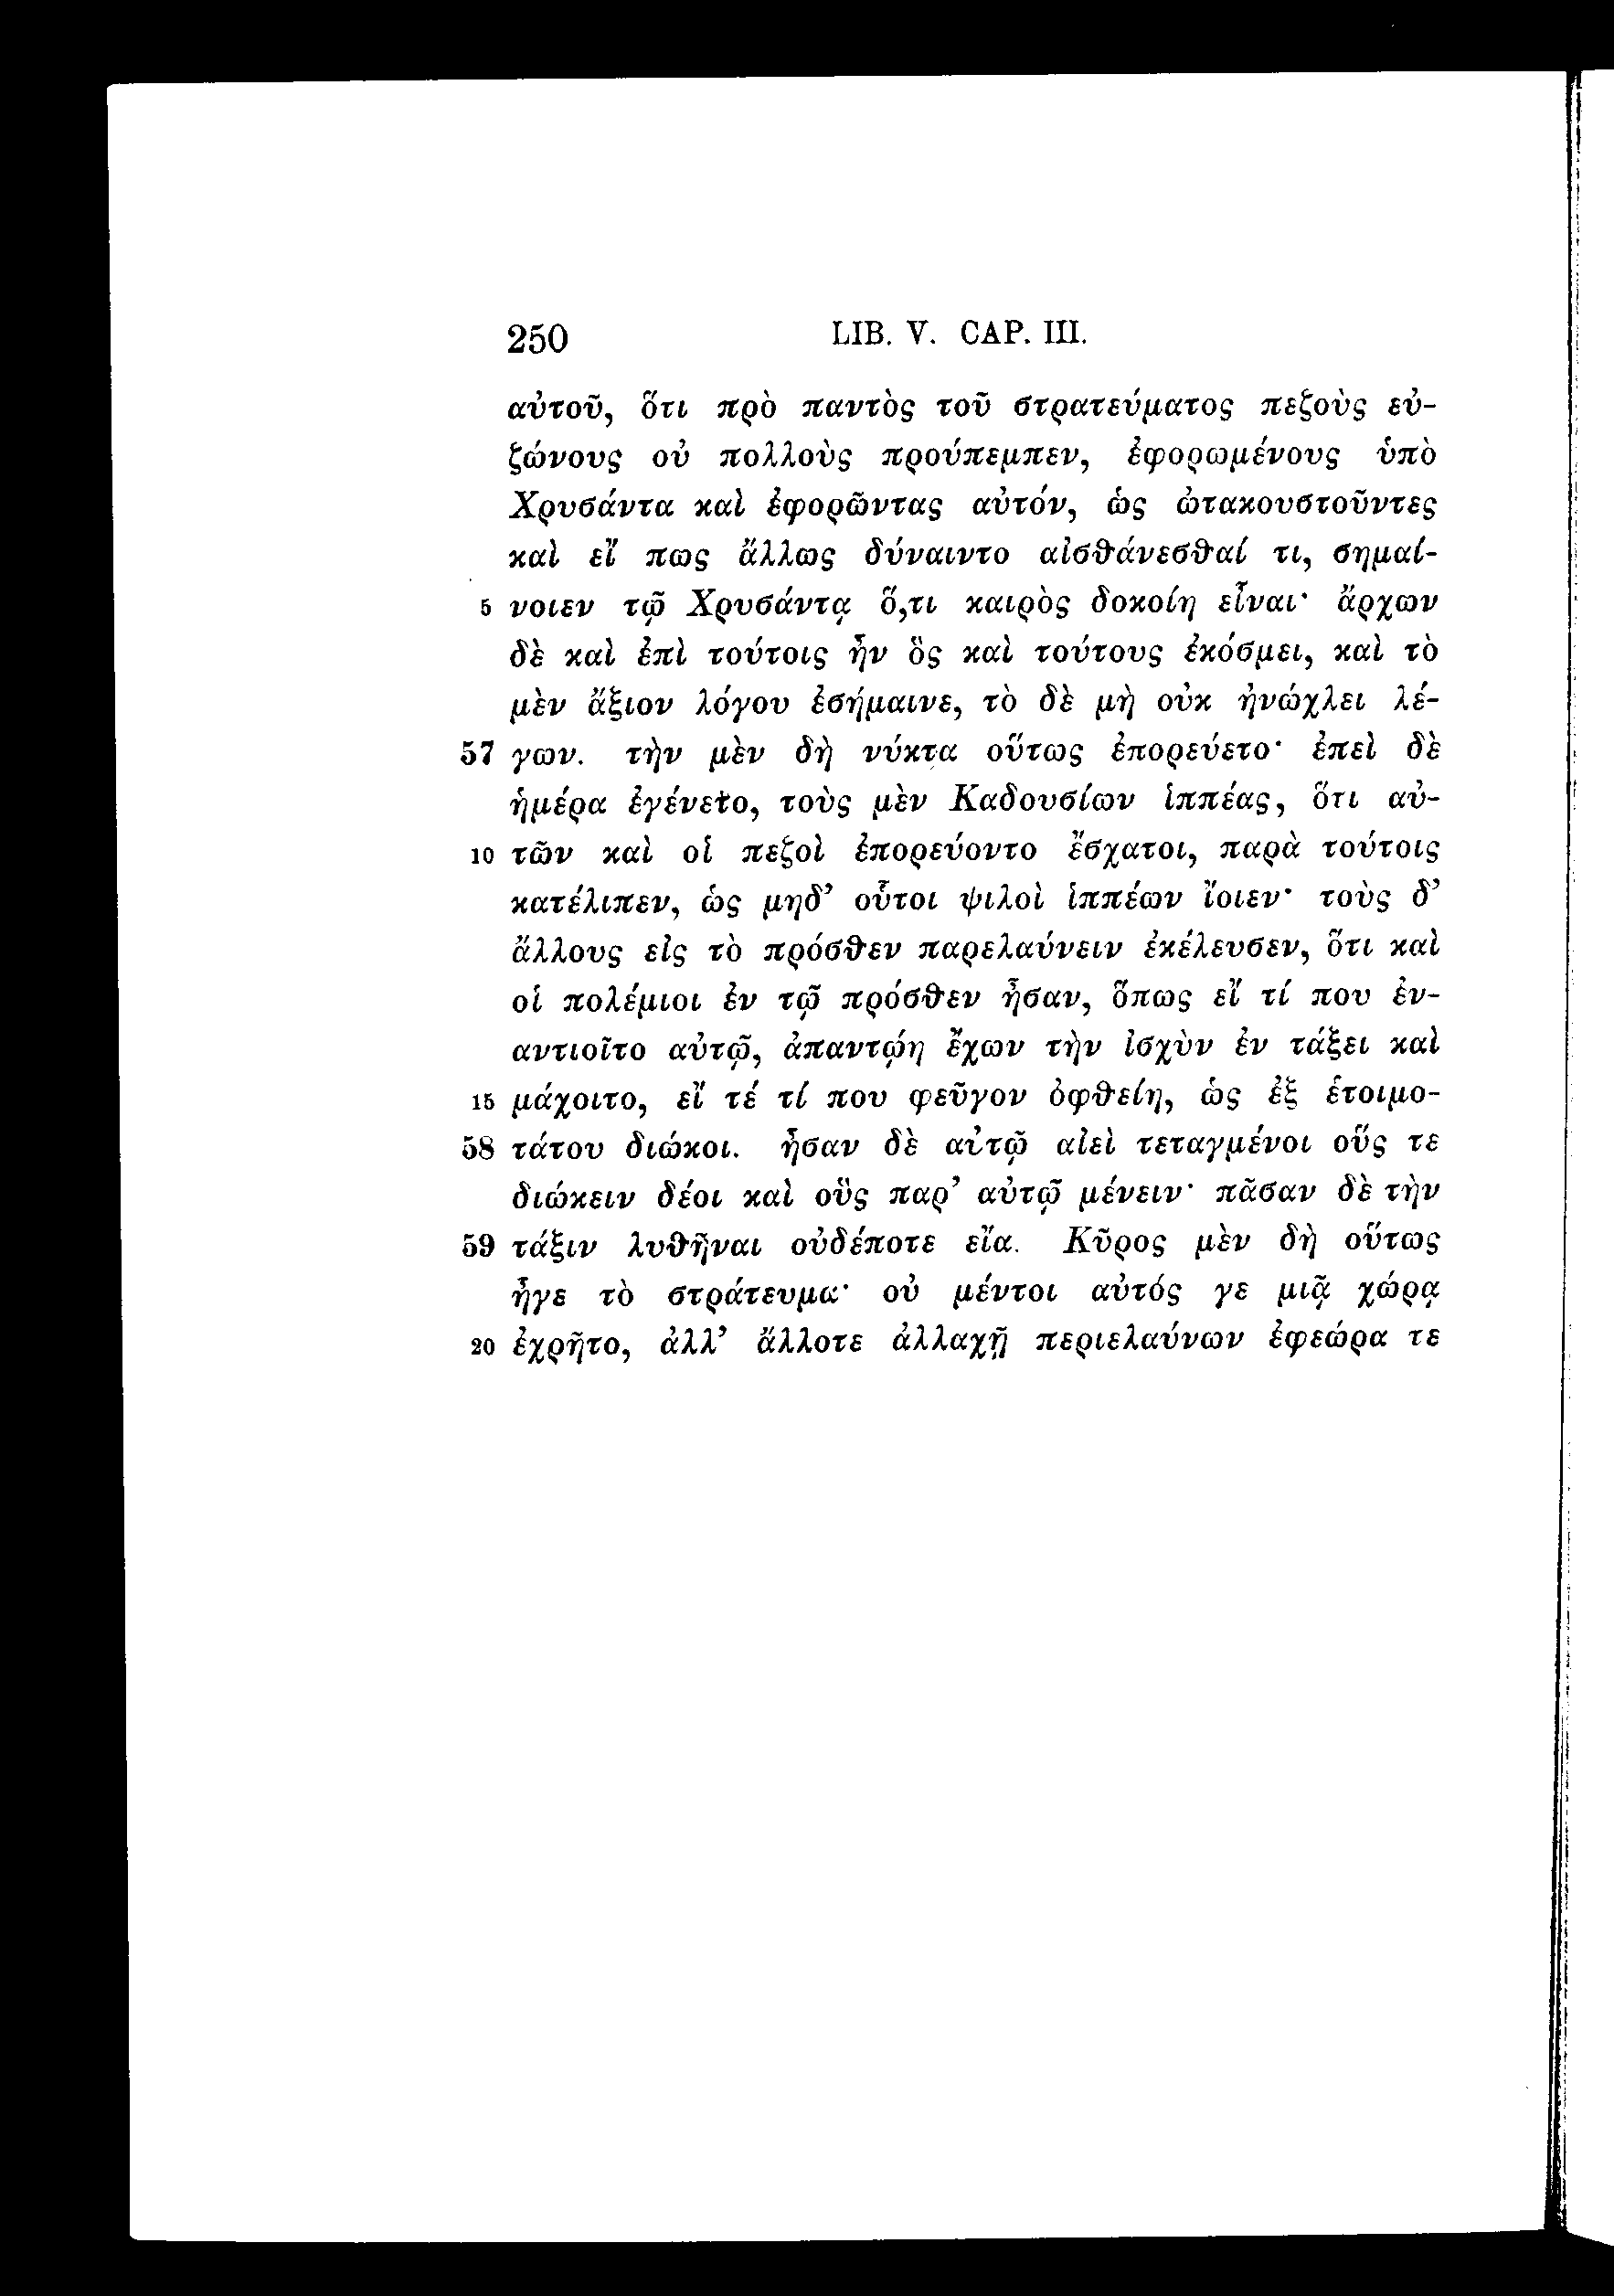 250 LIB. V. CAP. III.
αὐτοῦ, ὅτι πρὸ παντὸς τοῦ στρατεύματος πεζοὺς εὐ-
ζώνους οὐ πολλοὺς προύπεμπεν, ἐφορωμένους ὑπὸ
Χρυσάντα καὶ ἐφορῶντας αὐτόν, ὡς ὠτακουστοῦντες
καὶ εἴ πως ἄλλως δύναιντο αἰσθάνεσθαί τι, σημαί-
5 νοιεν τῷ Χρυσάντᾳ ὅ,τι καιρὸς δοκοίη εἶναι· ἄρχων
δὲ καὶ ἐπὶ τούτοις ἦν ὃς καὶ τούτους ἐκόσμει, καὶ τὸ
μὲν ἄξιον λόγου ἐσήμαινε, τὸ δὲ μὴ οὐκ ἠνώχλει λέ-
57 γων. τὴν μὲν δὴ νύκτα οὕτως ἐπορεύετο· ἐπεὶ δὲ
ἡμέρα ἐγένετο, τοὺς μὲν Καδουσίων ἱππέας, ὅτι αὐ-
10 τῶν καὶ οἱ πεζοὶ ἐπορεύοντο ἔσχατοι, παρὰ τούτοις
κατέλιπεν, ὡς μηδ’ οὗτοι ψιλοὶ ἱππέων ἴοιεν· τοὺς δ’
ἄλλους εἰς τὸ πρόσθεν παρελαύνειν ἐκέλευσεν, ὅτι καὶ
οἱ πολέμιοι ἐν τῷ πρόσθεν ἦσαν, ὅπως εἴ τί που ἐν-
αντιοῖτο αὐτῷ, ἀπαντῴη ἔχων τὴν ἰσχὺν ἐν τάξει καὶ
15 μάχοιτο, εἴ τέ τί που φεῦγον ὀφθείη, ὡς ἐξ ἑτοιμο-
58 τάτου διώκοι. ἦσαν δὲ αὐτῷ αἰεὶ τεταγμένοι οὕς τε
διώκειν δέοι καὶ οὓς παρ’ αὐτῷ μένειν· πᾶσαν δὲ τὴν
59 τάξιν λυθῆναι οὐδέποτε εἴα. Κῦρος μὲν δὴ οὕτως
ἦγε τὸ στράτευμα· οὐ μέντοι αὐτός γε μιᾷ χώρᾳ
20 ἐχρῆτο, ἀλλ’ ἄλλοτε ἀλλαχῇ περιελαύνων ἐφεώρα τε